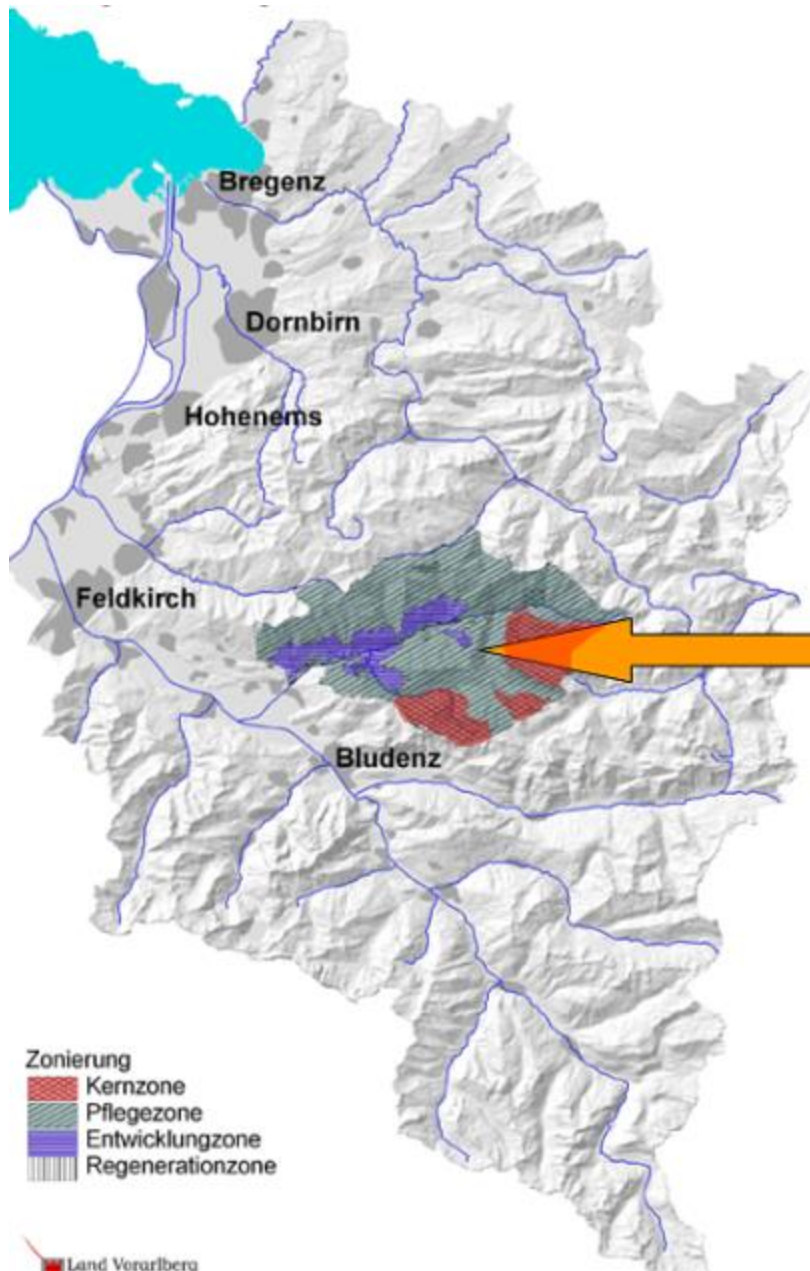 Bregenz
Dornbirn
Hohenems
Feldkirch
Bludenz
Zonierung
Kernzone
Pflegezone
Entwicklungzone
Regenerationzone
Land Vorarlberg